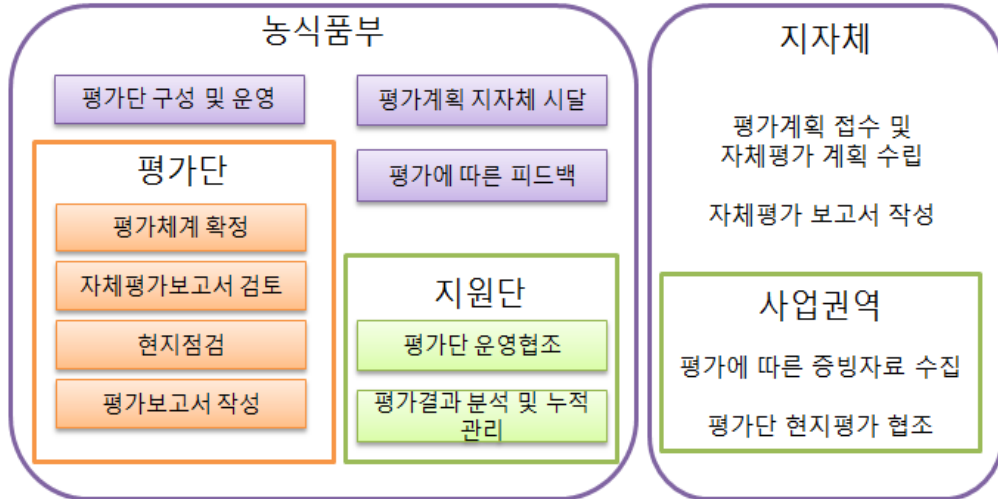 농식품부
평가단 구성 및 운영
평가계획 지자체 시달
평가에 따른 피드백
평가단
평가체계 확정
자체평가보고서 검토
현지점검
평가보고서 작성
지원단
평가단 운영협조
평가결과 분석 및 누적
관리
지자체
평가계획 접수 및
자체평가 계획 수립
자체평가 보고서 작성
사업권역
평가에 따른 증빙자료 수집
평가단 현지평가 협조